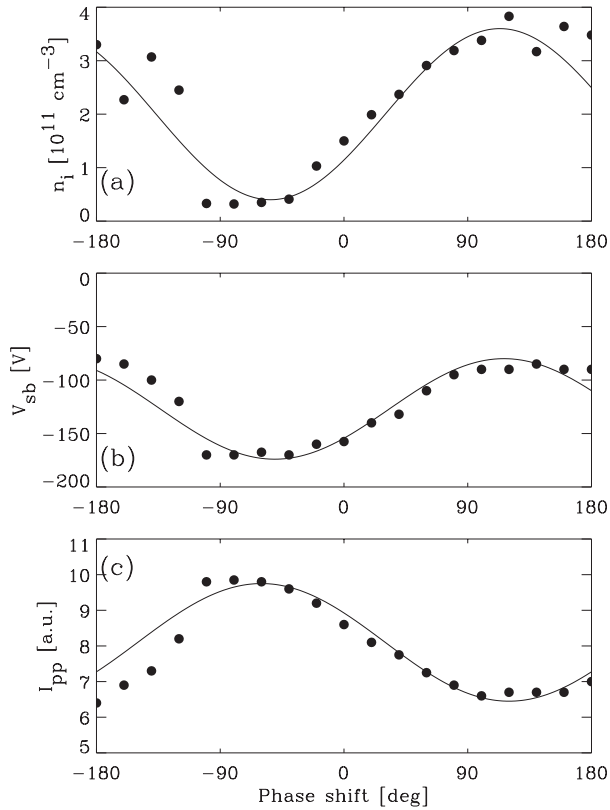 4
3
2
1
0
n_i [10^11 cm^−3]
(a)
−180 −90 0 90 180
0
−50
−100
−150
−200
V_sb [V]
(b)
−180 −90 0 90 180
11
10
9
8
7
6
5
I_pp [a.u.]
(c)
−180 −90 0 90 180
Phase shift [deg]